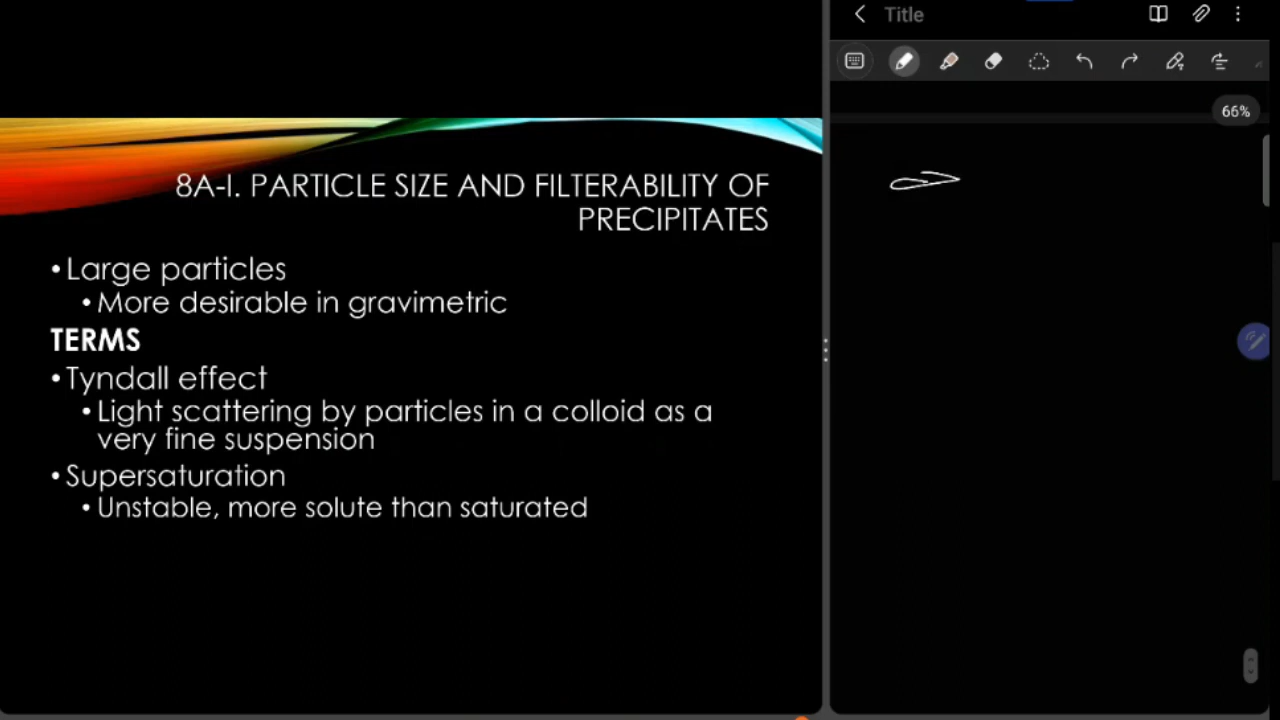 Title
66%
8A-I. PARTICLE SIZE AND FILTERABILITY OF
PRECIPITATES
•Large particles
•More desirable in gravimetric
TERMS
•Tyndall effect
•Light scattering by particles in a colloid as a
very fine suspension
•Supersaturation
•Unstable, more solute than saturated